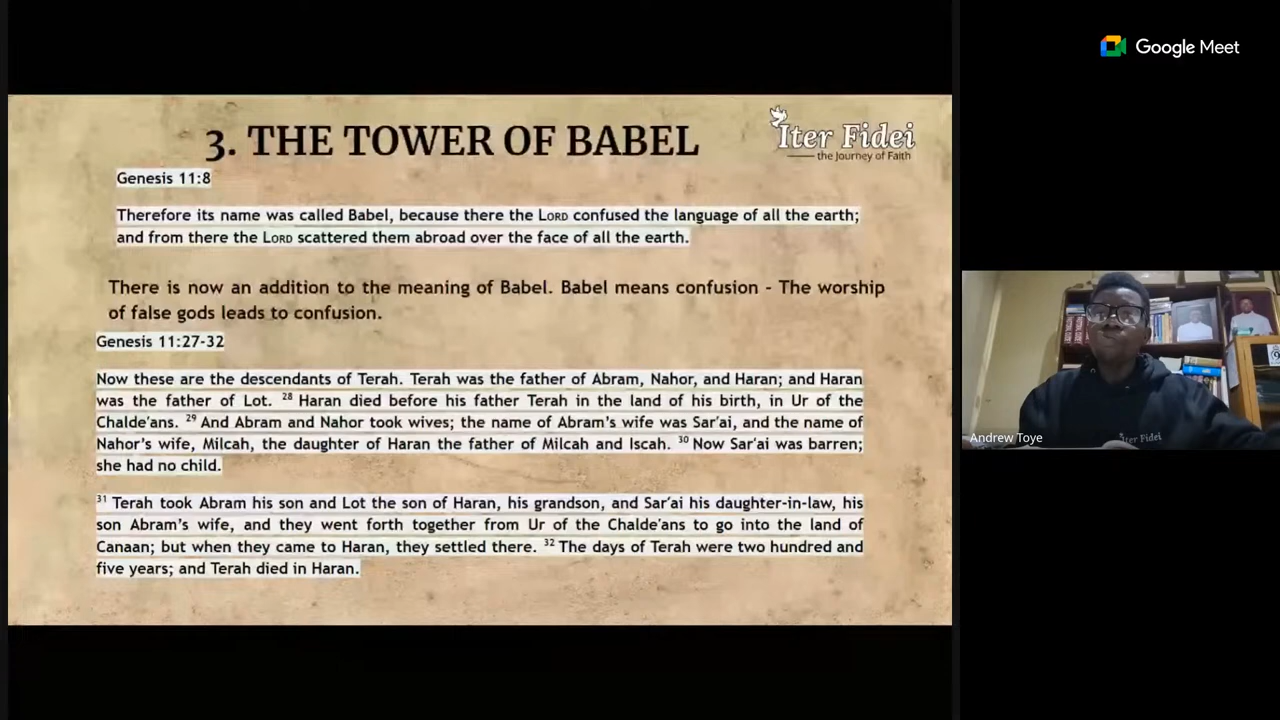 Google Meet
3. THE TOWER OF BABEL
Iter Fidei
the Journey of Faith
Genesis 11:8
Therefore its name was called Babel, because there the LORD confused the language of all the earth;
and from there the LORD scattered them abroad over the face of all the earth.
There is now an addition to the meaning of Babel. Babel means confusion - The worship
of false gods leads to confusion.
Genesis 11:27-32
Now these are the descendants of Terah. Terah was the father of Abram, Nahor, and Haran; and Haran
was the father of Lot. 28 Haran died before his father Terah in the land of his birth, in Ur of the
Chalde′ans. 29 And Abram and Nahor took wives; the name of Abram’s wife was Sar′ai, and the name of
Nahor’s wife, Milcah, the daughter of Haran the father of Milcah and Iscah. 30 Now Sar′ai was barren;
she had no child.
31 Terah took Abram his son and Lot the son of Haran, his grandson, and Sar′ai his daughter-in-law, his
son Abram’s wife, and they went forth together from Ur of the Chalde′ans to go into the land of
Canaan; but when they came to Haran, they settled there. 32 The days of Terah were two hundred and
five years; and Terah died in Haran.
Iter Fidei
Andrew Toye